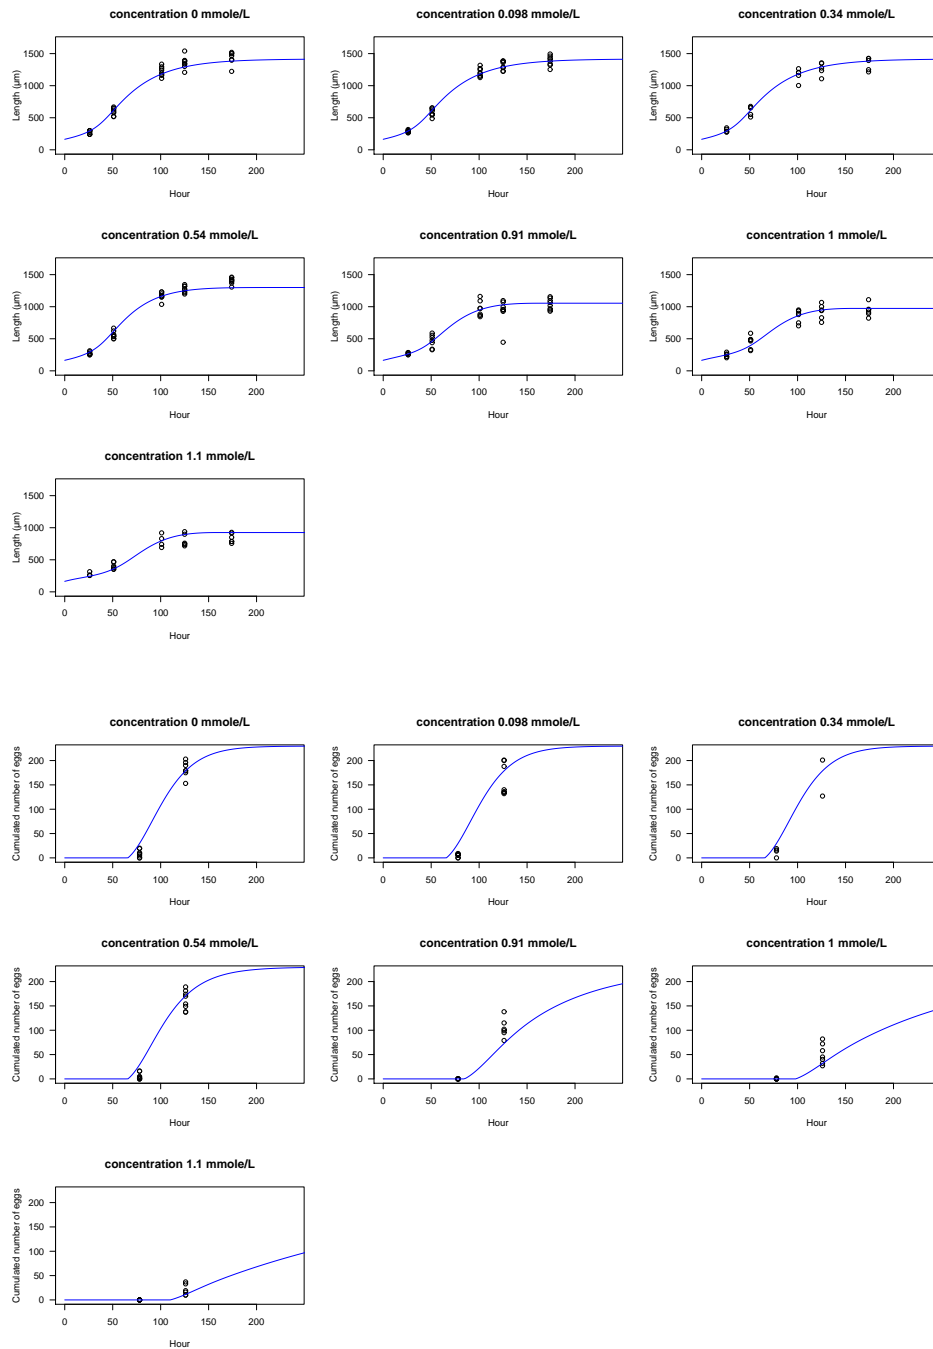 concentration 0 mmole/L
concentration 0.098 mmole/L
concentration 0.34 mmole/L
Length (µm)
1500
1000
500
0
0 50 100 150 200
Hour
Length (µm)
1500
1000
500
0
0 50 100 150 200
Hour
Length (µm)
1500
1000
500
0
0 50 100 150 200
Hour
concentration 0.54 mmole/L
concentration 0.91 mmole/L
concentration 1 mmole/L
Length (µm)
1500
1000
500
0
0 50 100 150 200
Hour
Length (µm)
1500
1000
500
0
0 50 100 150 200
Hour
Length (µm)
1500
1000
500
0
0 50 100 150 200
Hour
concentration 1.1 mmole/L
Length (µm)
1500
1000
500
0
0 50 100 150 200
Hour
concentration 0 mmole/L
concentration 0.098 mmole/L
concentration 0.34 mmole/L
Cumulated number of eggs
200
150
100
50
0
0 50 100 150 200
Hour
Cumulated number of eggs
200
150
100
50
0
0 50 100 150 200
Hour
Cumulated number of eggs
200
150
100
50
0
0 50 100 150 200
Hour
concentration 0.54 mmole/L
concentration 0.91 mmole/L
concentration 1 mmole/L
Cumulated number of eggs
200
150
100
50
0
0 50 100 150 200
Hour
Cumulated number of eggs
200
150
100
50
0
0 50 100 150 200
Hour
Cumulated number of eggs
200
150
100
50
0
0 50 100 150 200
Hour
concentration 1.1 mmole/L
Cumulated number of eggs
200
150
100
50
0
0 50 100 150 200
Hour